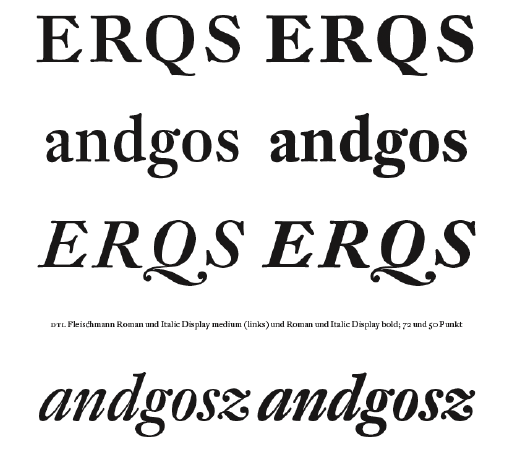 ERQS ERQS
andgos andgos
ERQS ERQS
DTL Fleischmann Roman und Italic Display medium (links) und Roman und Italic Display bold; 72 und 50 Punkt
andgosz andgosz